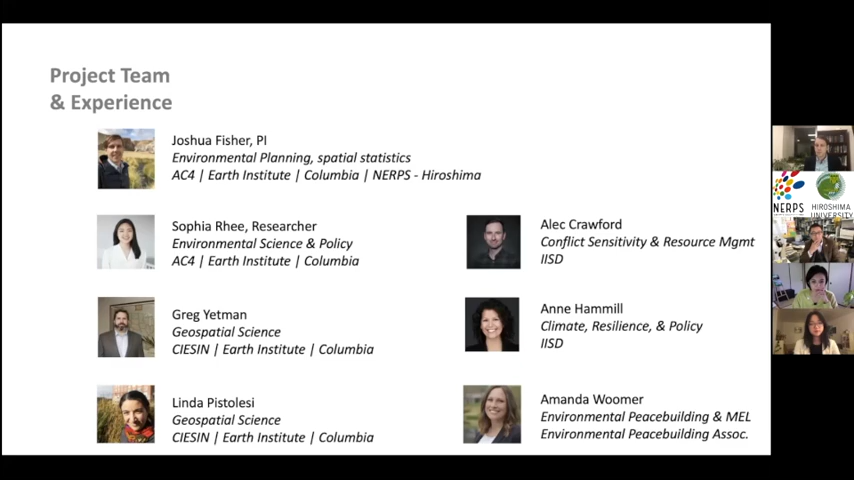 Project Team
& Experience
Joshua Fisher, PI
Environmental Planning, spatial statistics
AC4 | Earth Institute | Columbia | NERPS - Hiroshima
Sophia Rhee, Researcher
Environmental Science & Policy
AC4 | Earth Institute | Columbia
Alec Crawford
Conflict Sensitivity & Resource Mgmt
IISD
Greg Yetman
Geospatial Science
CIESIN | Earth Institute | Columbia
Anne Hammill
Climate, Resilience, & Policy
IISD
Linda Pistolesi
Geospatial Science
CIESIN | Earth Institute | Columbia
Amanda Woomer
Environmental Peacebuilding & MEL
Environmental Peacebuilding Assoc.
NERPS
HIROSHIMA
UNIVERSITY